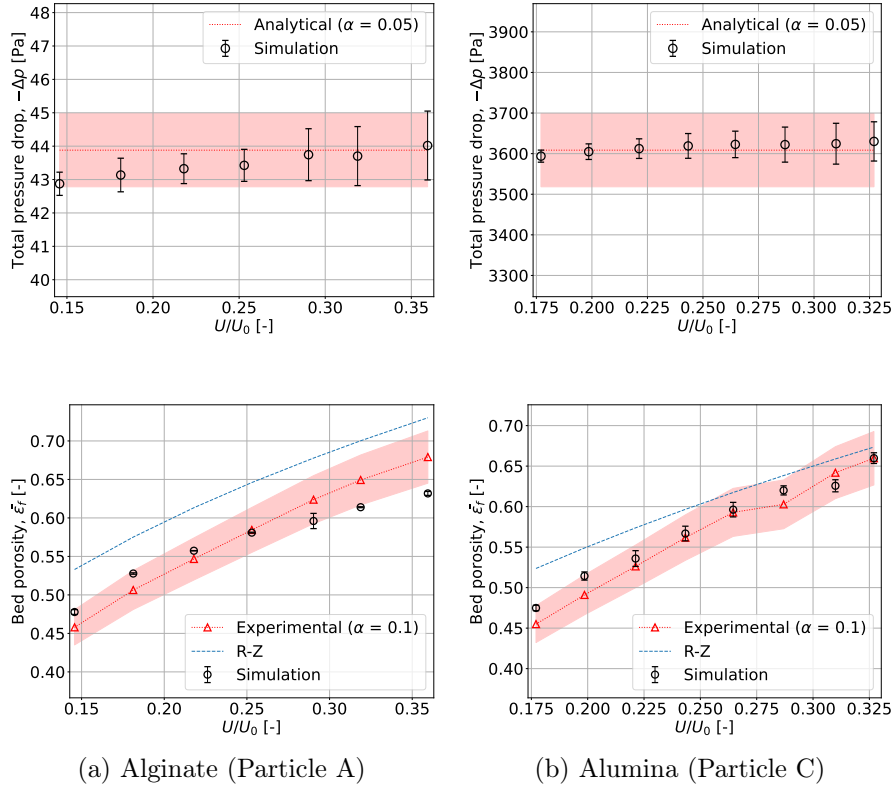 48
47
46
45
44
43
42
41
40
Total pressure drop, −Δp [Pa]
Analytical (α = 0.05)
Simulation
0.15 0.20 0.25 0.30 0.35
U/U0 [-]
3900
3800
3700
3600
3500
3400
3300
Total pressure drop, −Δp [Pa]
Analytical (α = 0.05)
Simulation
0.175 0.200 0.225 0.250 0.275 0.300 0.325
U/U0 [-]
0.70
0.65
0.60
0.55
0.50
0.45
0.40
Bed porosity, ε̄f [-]
Experimental (α = 0.1)
R-Z
Simulation
0.15 0.20 0.25 0.30 0.35
U/U0 [-]
0.70
0.65
0.60
0.55
0.50
0.45
0.40
Bed porosity, ε̄f [-]
Experimental (α = 0.1)
R-Z
Simulation
0.175 0.200 0.225 0.250 0.275 0.300 0.325
U/U0 [-]
(a) Alginate (Particle A)
(b) Alumina (Particle C)